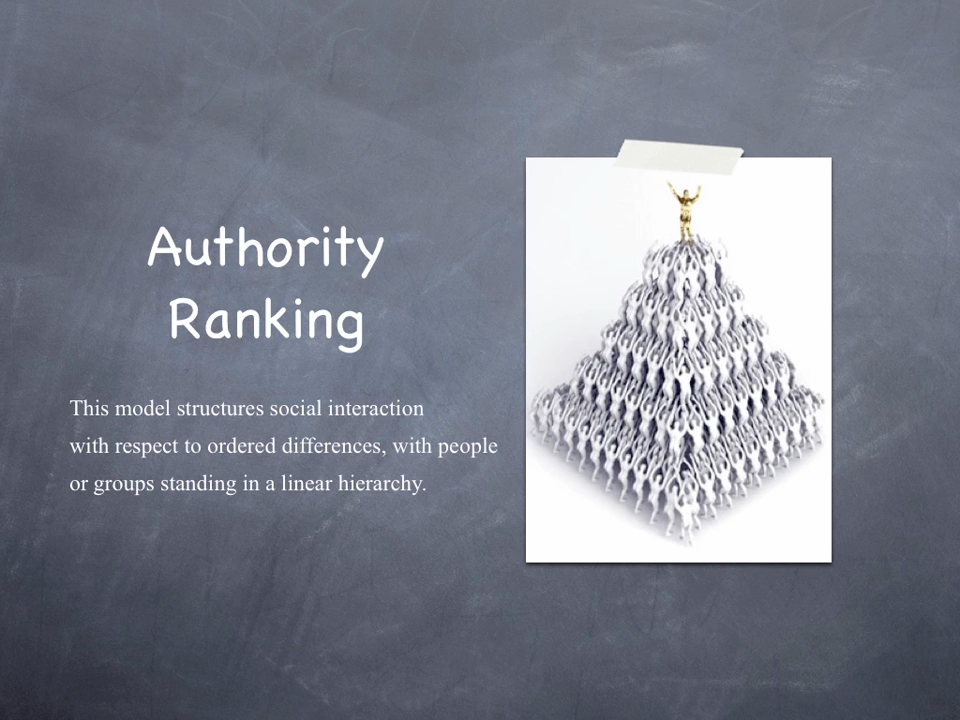 Authority
Ranking
This model structures social interaction
with respect to ordered differences, with people
or groups standing in a linear hierarchy.